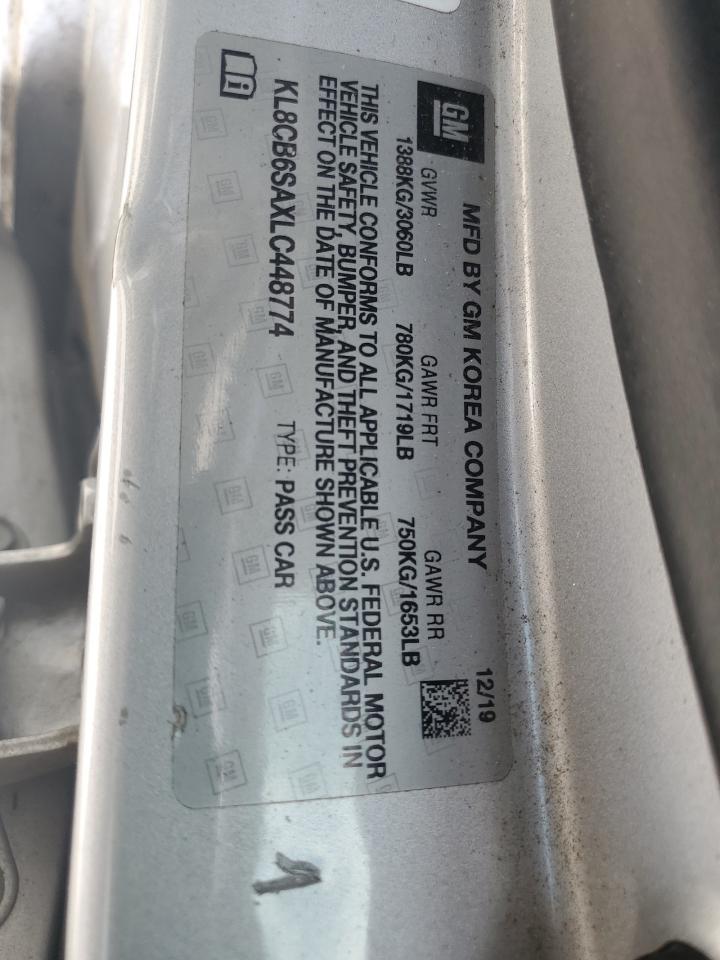 GM
MFD BY GM KOREA COMPANY 12/19
GVWR GAWR FRT GAWR RR
1388KG/3060LB 780KG/1719LB 750KG/1653LB
THIS VEHICLE CONFORMS TO ALL APPLICABLE U.S. FEDERAL MOTOR
VEHICLE SAFETY, BUMPER, AND THEFT PREVENTION STANDARDS IN
EFFECT ON THE DATE OF MANUFACTURE SHOWN ABOVE.
KL8CB6SAXLC448774 TYPE: PASS CAR